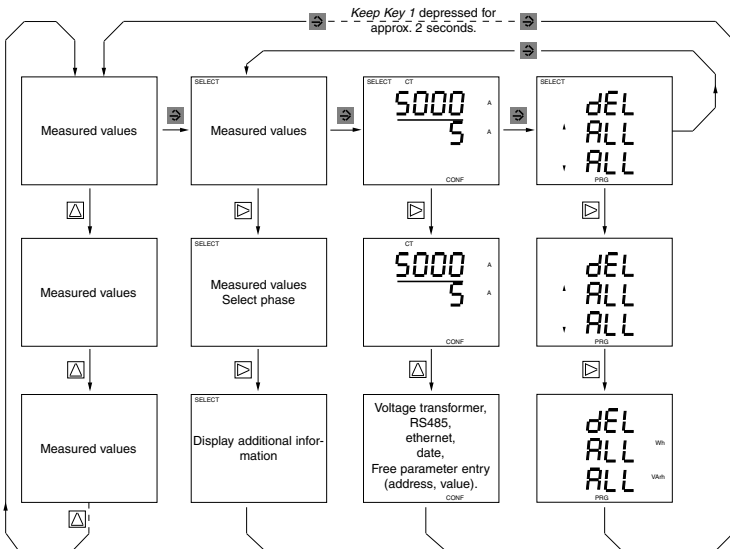 Keep Key 1 depressed for
approx. 2 seconds.
Measured values
SELECT
Measured values
SELECT CT
5000 A
5 A
CONF
SELECT
dEL
ALL
ALL
PRG
Measured values
SELECT
Measured values
Select phase
CT
5000 A
5 A
CONF
dEL
ALL
ALL
PRG
Measured values
SELECT
Display additional infor-
mation
Voltage transformer,
RS485,
ethernet,
date,
Free parameter entry
(address, value).
CONF
dEL
ALL Wh
ALL VArh
PRG